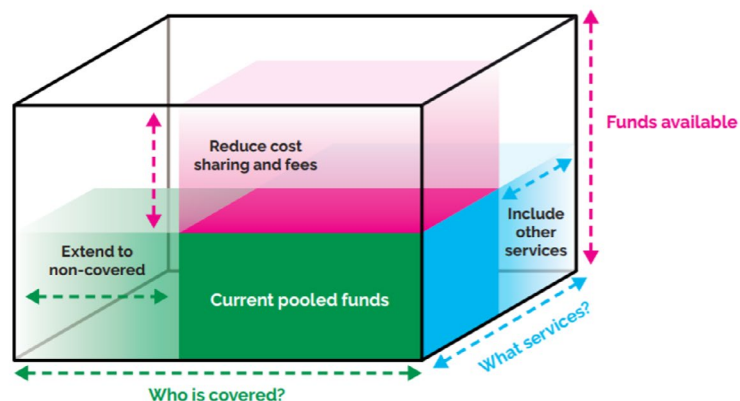 Funds available
Reduce cost
sharing and fees
Include
other
services
Extend to
non-covered
Current pooled funds
What services?
Who is covered?